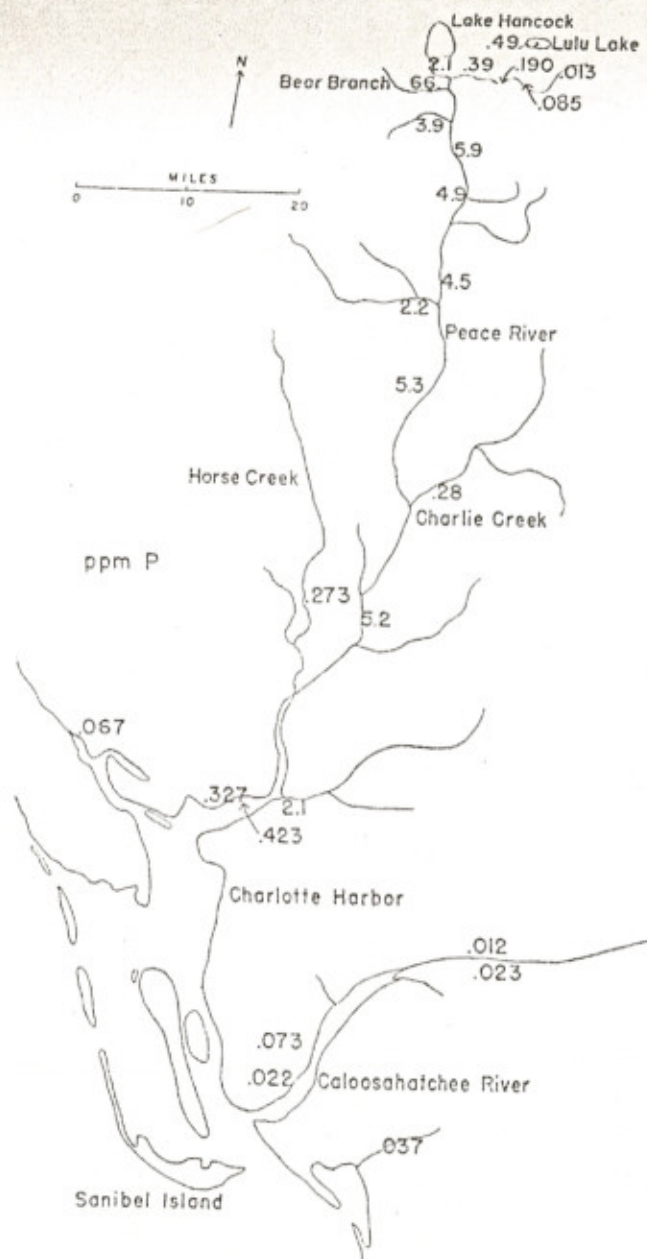 Lake Hancock
.49 Lulu Lake
2.1 .39 .190 .013
Bear Branch 66
.085
N
3.9
5.9
MILES
0 10 20
4.9
4.5
2.2
Peace River
5.3
Horse Creek
.28
Charlie Creek
ppm P
.273
5.2
.067
.327
2.1
.423
Charlotte Harbor
.012
.023
.073
.022 Caloosahatchee River
.037
Sanibel Island